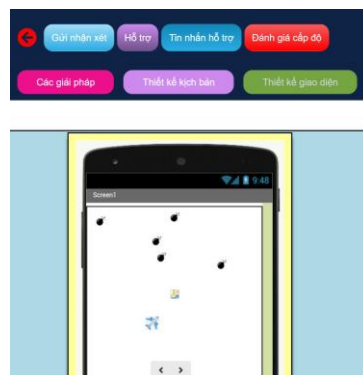 Gửi nhận xét Hỗ trợ Tin nhắn hỗ trợ Đánh giá cấp độ
Các giải pháp Thiết kế kịch bản Thiết kế giao diện
9:48
Screen1